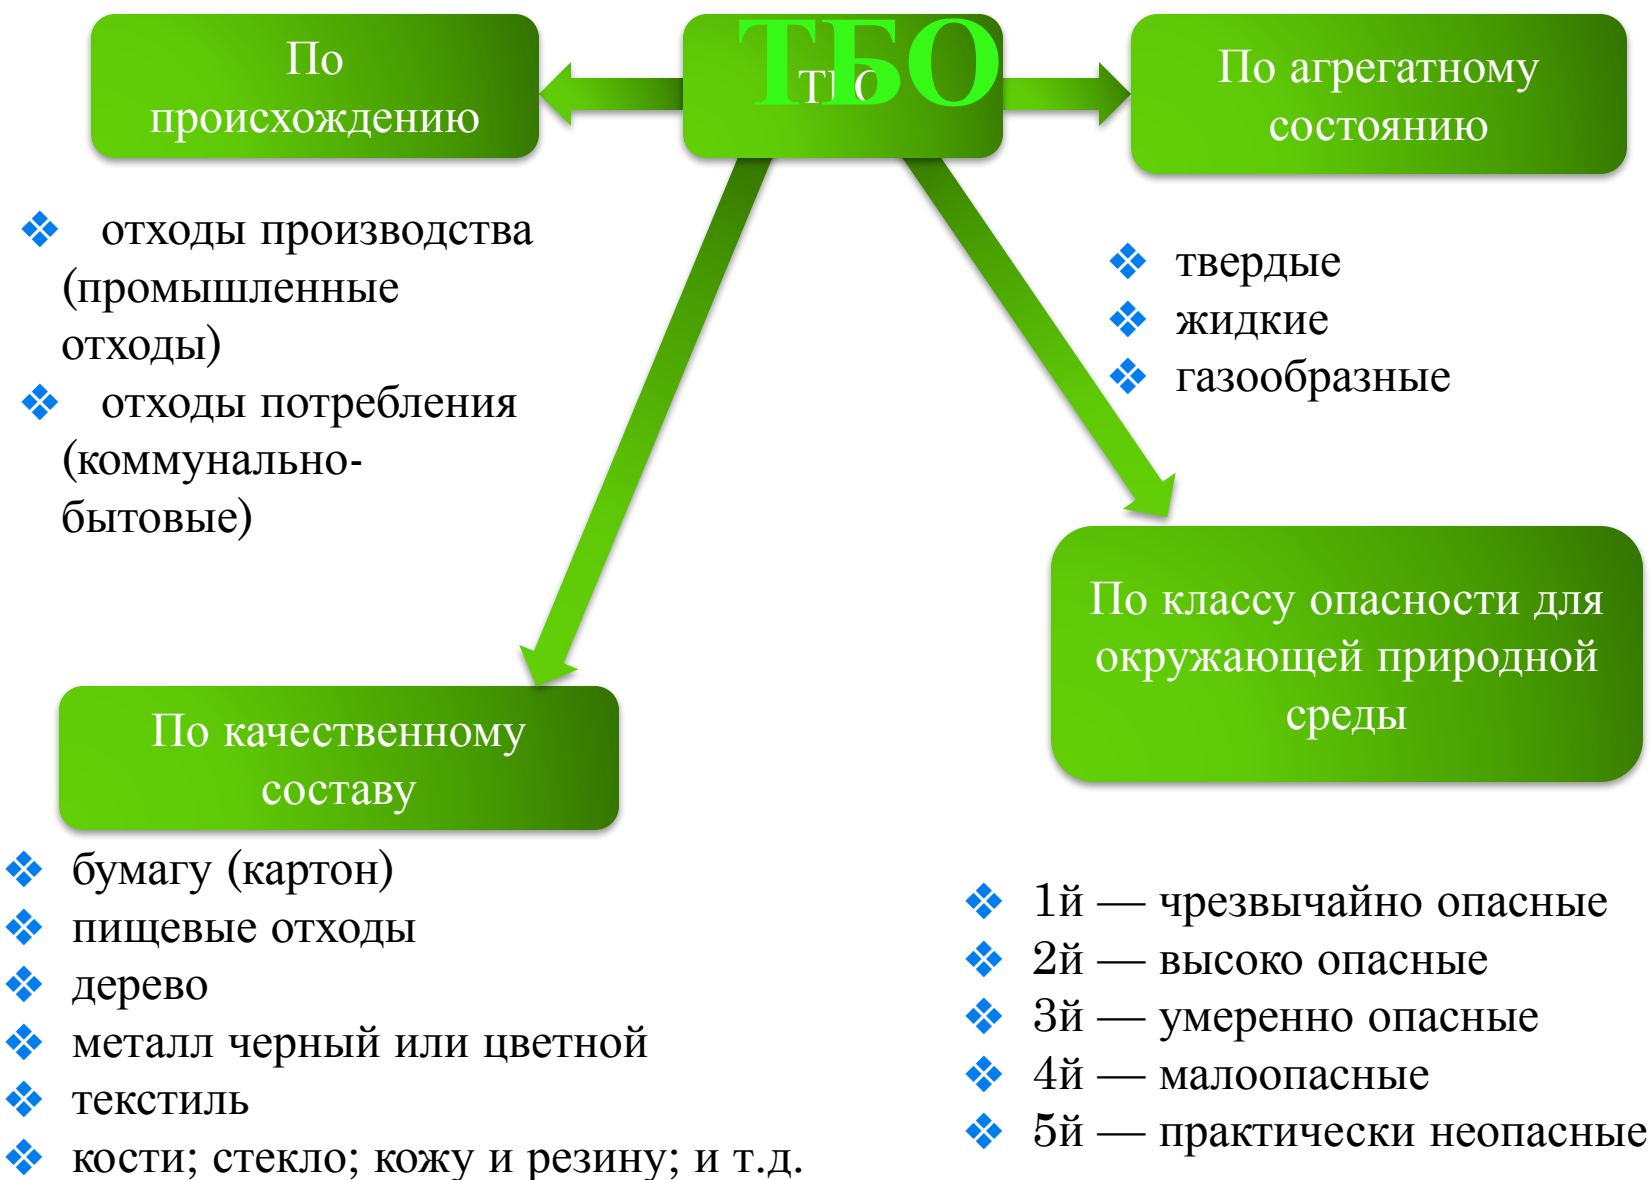 По
происхождению
ТБО
ТБО
По агрегатному
состоянию
отходы производства
(промышленные
отходы)
отходы потребления
(коммунально-
бытовые)
твердые
жидкие
газообразные
По классу опасности для
окружающей природной
среды
По качественному
составу
бумагу (картон)
пищевые отходы
дерево
металл черный или цветной
текстиль
кости; стекло; кожу и резину; и т.д.
1й — чрезвычайно опасные
2й — высоко опасные
3й — умеренно опасные
4й — малоопасные
5й — практически неопасные